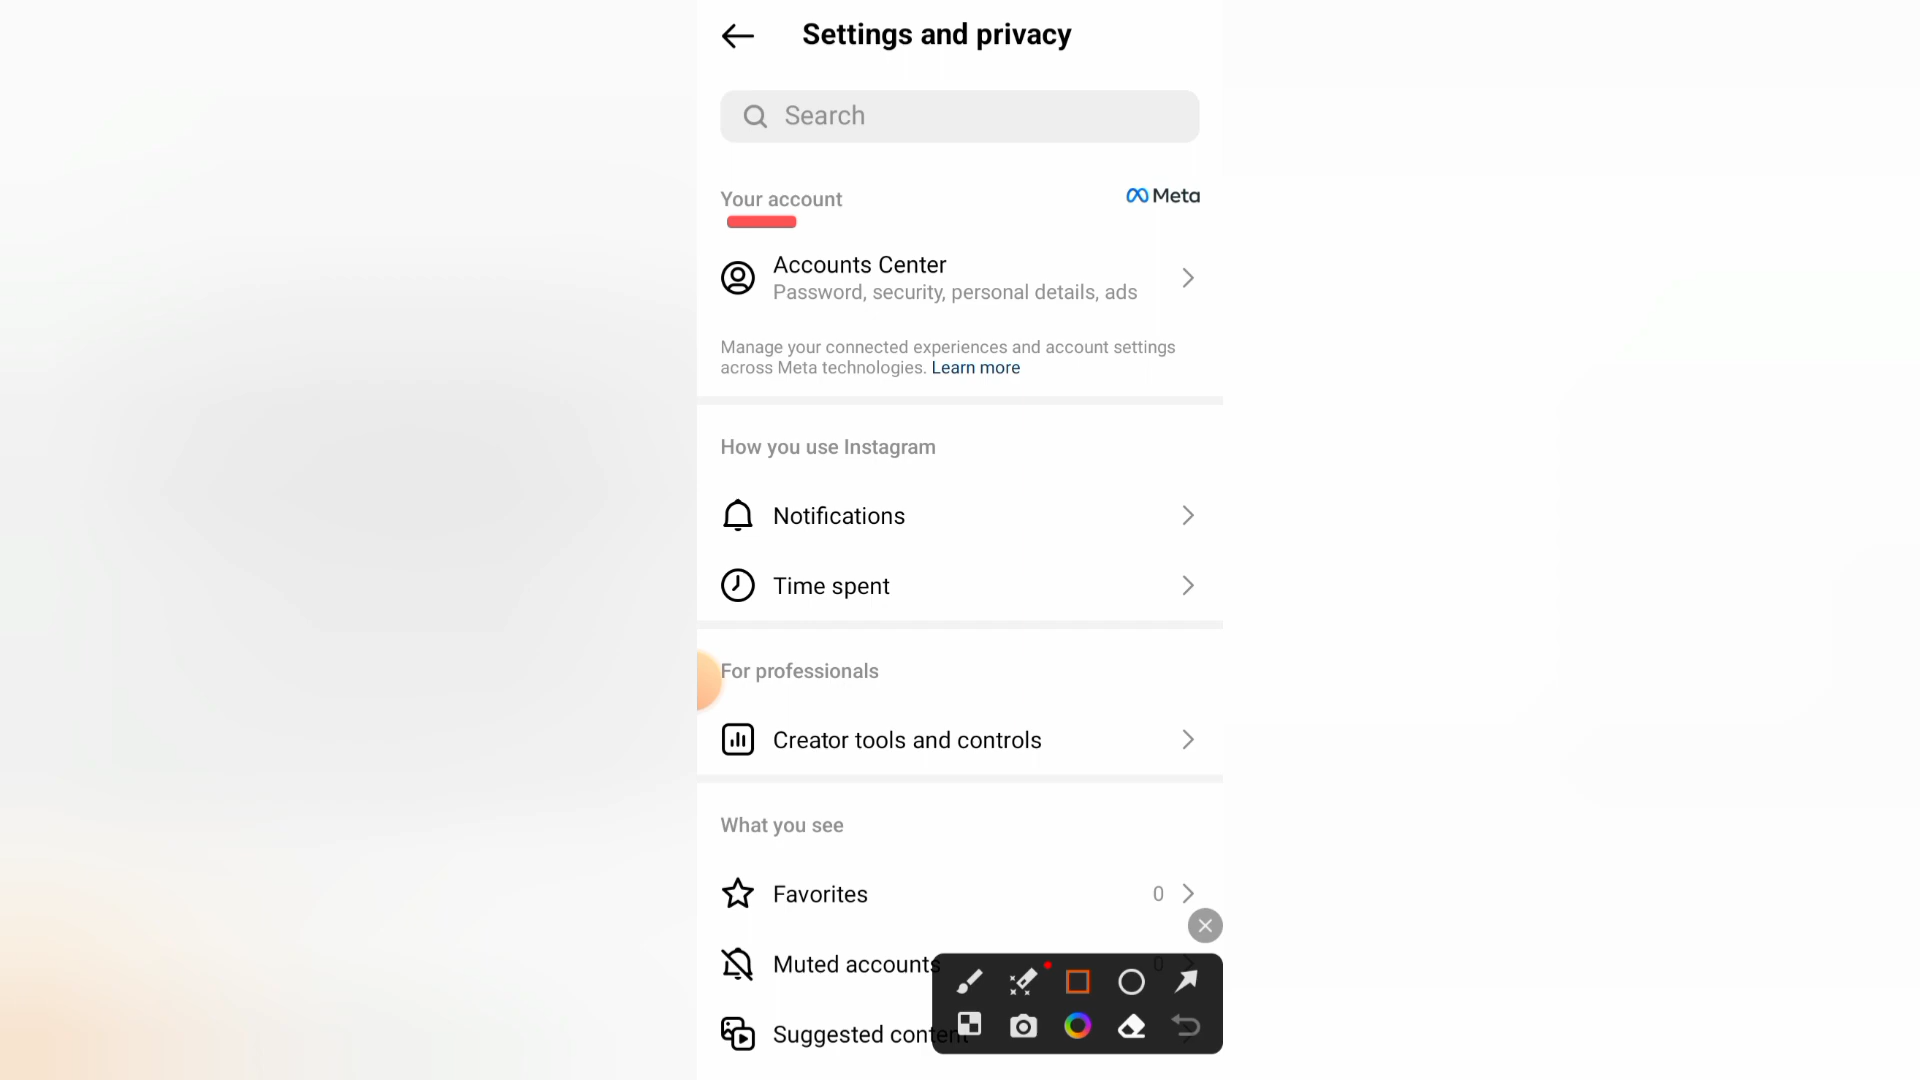 Settings and privacy
Search
Your account
Meta
Accounts Center
Password, security, personal details, ads
Manage your connected experiences and account settings
across Meta technologies. Learn more
How you use Instagram
Notifications
Time spent
For professionals
Creator tools and controls
What you see
Favorites
0
Muted accounts
0
Suggested content